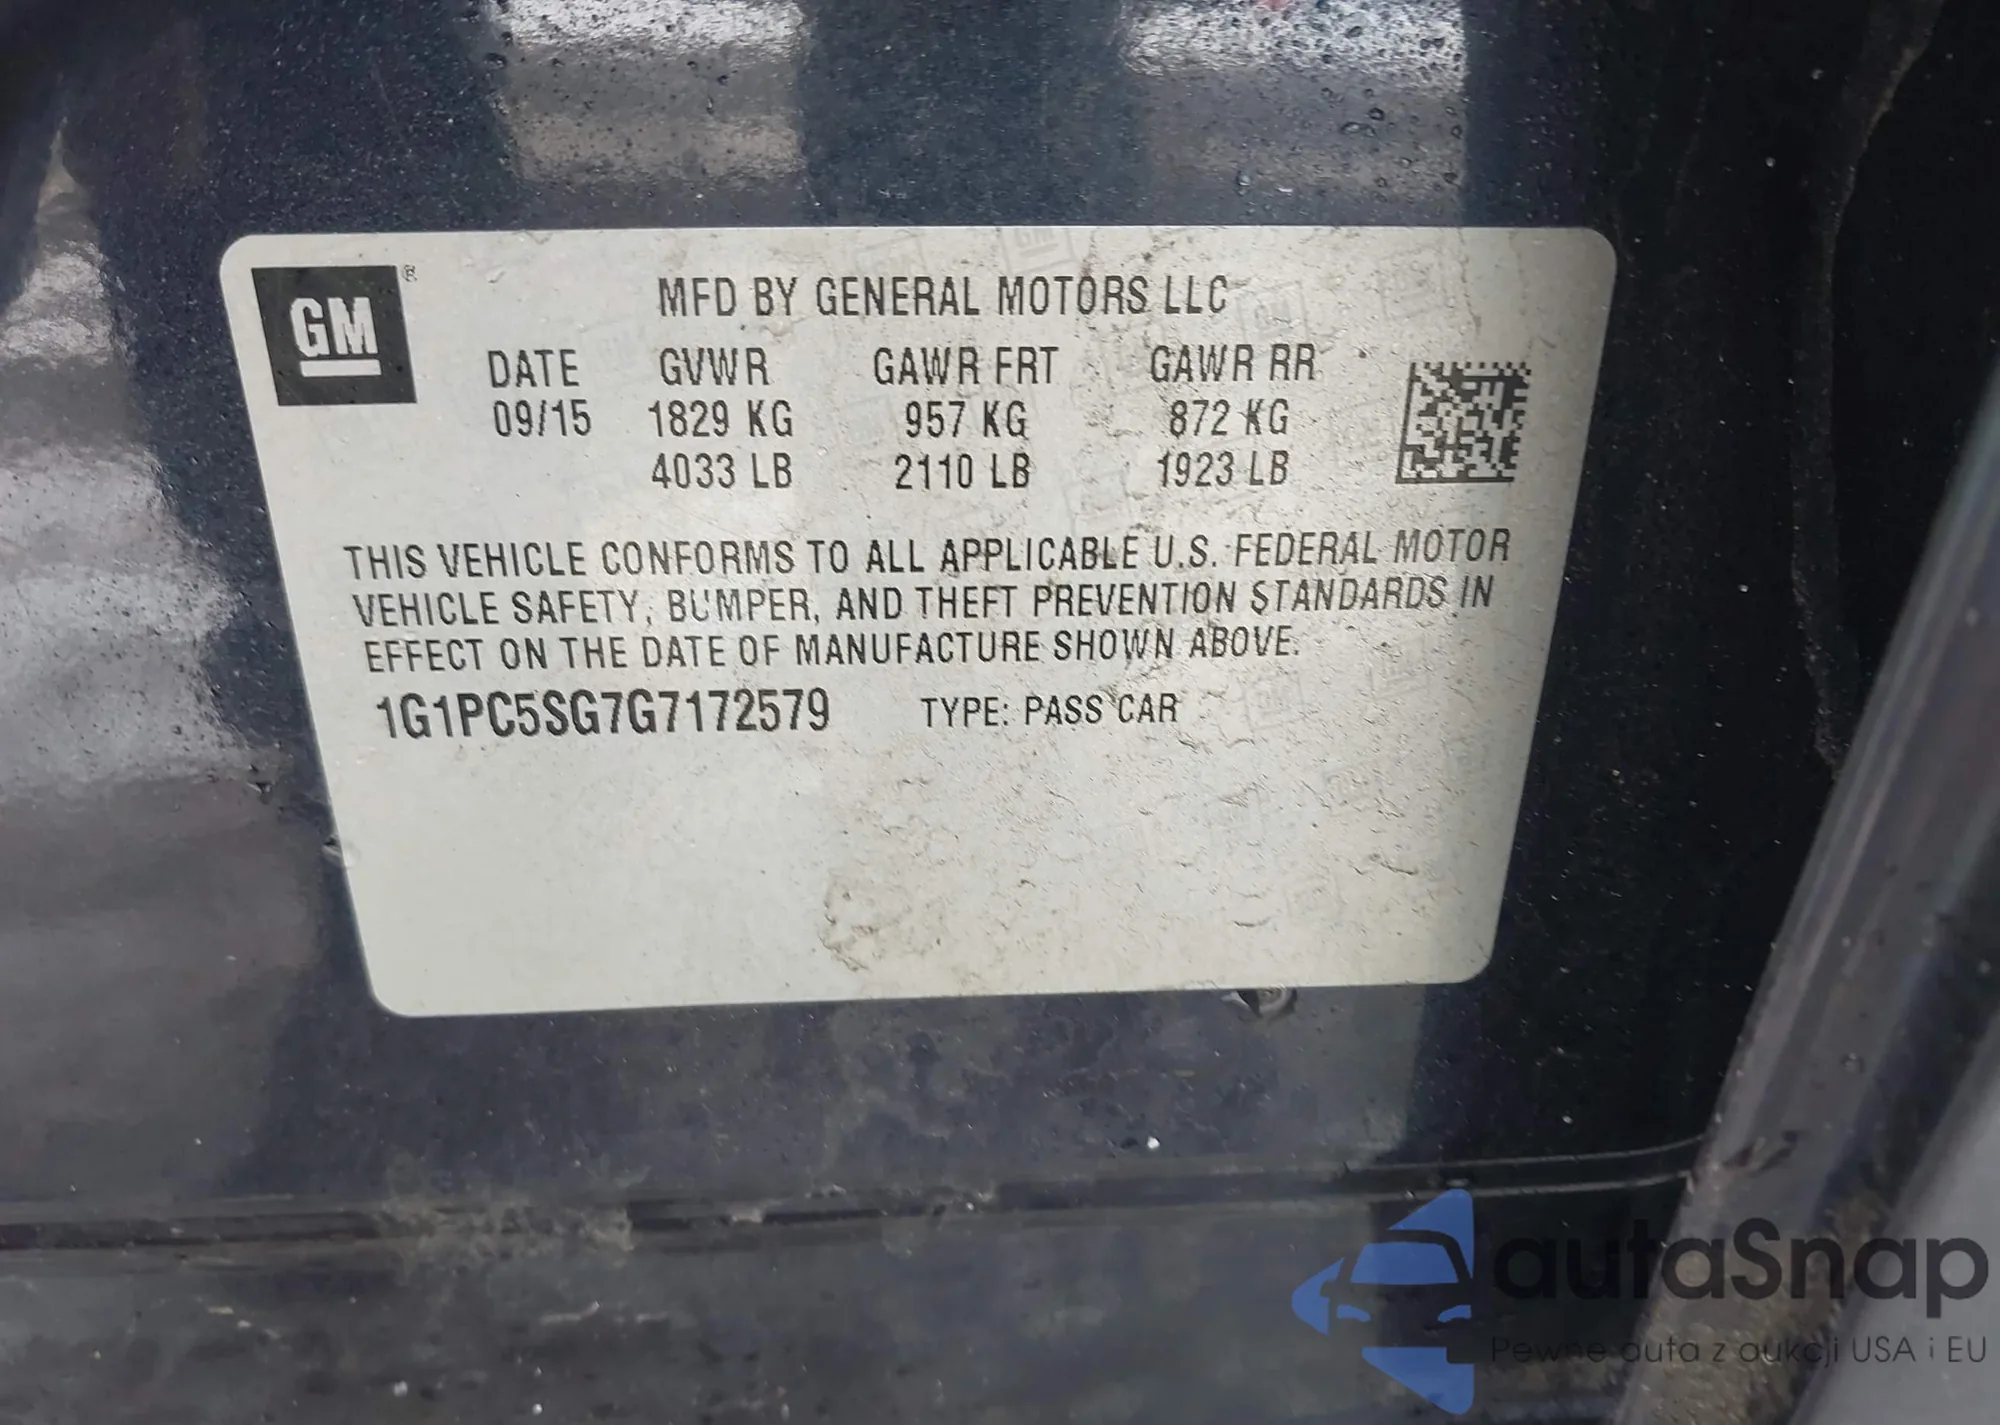 GM®
MFD BY GENERAL MOTORS LLC
DATE GVWR GAWR FRT GAWR RR
09/15 1829 KG 957 KG 872 KG
4033 LB 2110 LB 1923 LB
THIS VEHICLE CONFORMS TO ALL APPLICABLE U.S. FEDERAL MOTOR
VEHICLE SAFETY, BUMPER, AND THEFT PREVENTION STANDARDS IN
EFFECT ON THE DATE OF MANUFACTURE SHOWN ABOVE.
1G1PC5SG7G7172579 TYPE: PASS CAR
autaSnap
Pewne auta z aukcji USA i EU